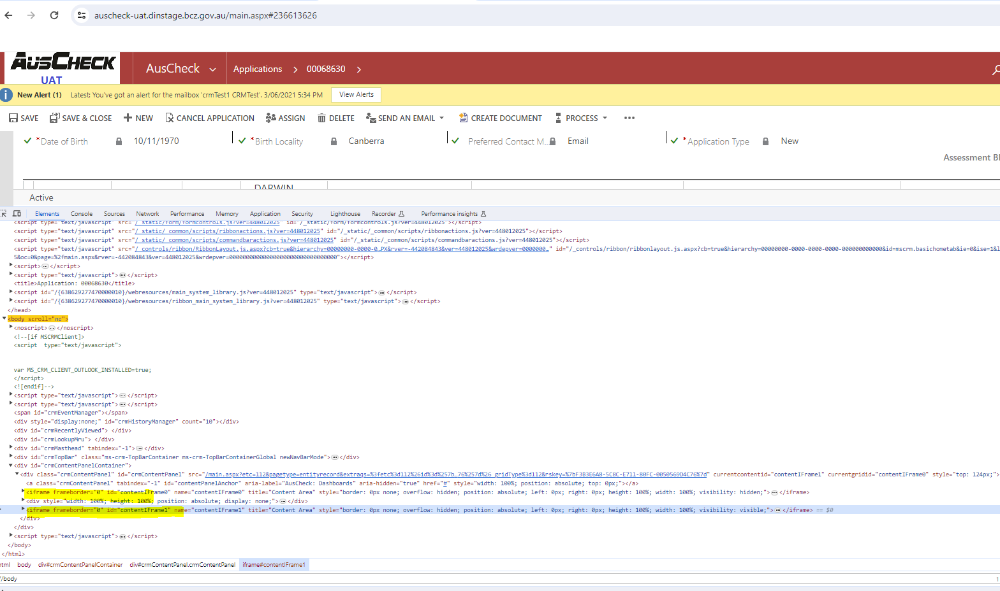 auscheck-uat.dinstage.bcz.gov.au/main.aspx#236613626
AUSCHECK
UAT
AusCheck
Applications
00068630
New Alert (1) Latest: You've got an alert for the mailbox 'crmTest1 CRMTest'. 3/06/2021 5:34 PM View Alerts
SAVE SAVE & CLOSE NEW CANCEL APPLICATION ASSIGN DELETE SEND AN EMAIL CREATE DOCUMENT PROCESS •••
*Date of Birth 10/11/1970 *Birth Locality Canberra Preferred Contact M... Email *Application Type New
Assessment
DARWIN
Active
Elements Console Sources Network Performance Memory Application Security Lighthouse Recorder Performance insights
<script type="text/javascript" src="/_static/form/formcontrols.js?ver=448012025" id="/_static/form/formcontrols.js?ver=448012025"></script>
<script type="text/javascript" src="/_static/_common/scripts/ribbonactions.js?ver=448012025" id="/_static/_common/scripts/ribbonactions.js?ver=448012025"></script>
<script type="text/javascript" src="/_static/_common/scripts/commandbaractions.js?ver=448012025" id="/_static/_common/scripts/commandbaractions.js?ver=448012025"></script>
<script type="text/javascript" src="/_controls/ribbon/RibbonLayout.js.aspx?cb=true&hierarchy=00000000-0000-0…PX&rver=-442084843&ver=448012025&wrdepver=0000000…" id="/_controls/ribbon/ribbonlayout.js.aspx?cb=true&hierarchy=00000000-0000-0000-0000-000000000000&id=mscrm.basichometab&ie=0&ise=1&l
5&oc=0&page=%2fmain.aspx&rver=-442084843&ver=448012025&wrdepver=00000000000000000000000000000000"></script>
<script>…</script>
<script type="text/javascript">…</script>
<title>Application: 00068630</title>
<script id="/{638629277470000010}/webresources/main_system_library.js?ver=448012025" type="text/javascript">…</script>
<script id="/{638629277470000010}/webresources/ribbon_main_system_library.js?ver=448012025" type="text/javascript">…</script>
</head>
<body scroll="no">
<noscript>…</noscript>
<!--[if MSCRMClient]>
<script  type="text/javascript">
var MS_CRM_CLIENT_OUTLOOK_INSTALLED=true;
</script>
<![endif]-->
<script type="text/javascript">…</script>
<script type="text/javascript">…</script>
<span id="crmEventManager"></span>
<div style="display:none;" id="crmHistoryManager" count="10"></div>
<div id="crmRecentlyViewed"> </div>
<div id="crmLookupMru"> </div>
<div id="crmMasthead" tabindex="-1">…</div>
<div id="crmTopBar" class="ms-crm-TopBarContainer ms-crm-TopBarContainerGlobal newNavBarMode">…</div>
<div id="crmContentPanelContainer">
<div class="crmContentPanel" id="crmContentPanel" src="/main.aspx?etc=112&pagetype=entityrecord&extraqs=%3fetc%3d112%26id%3d%257b…76%257d%26_gridType%3d112&rskey=%7bF3B3E6A8-5C8C-E711-80FC-0050569D4C76%7d" currentcontentid="contentIFrame1" currentgridid="contentIFrame0" style="top: 124px;">
<a class="crmContentPanel" tabindex="-1" id="contentPanelAnchor" aria-label="AusCheck: Dashboards" aria-hidden="true" href="#" style="width: 100%; position: absolute; top: 0px;"></a>
<iframe frameborder="0" id="contentIFrame0" name="contentIFrame0" title="Content Area" style="border: 0px none; overflow: hidden; position: absolute; left: 0px; right: 0px; height: 100%; width: 100%; visibility: hidden;">…</iframe>
<div style="width: 100%; height: 100%; position: absolute; display: none;">…</div>
<iframe frameborder="0" id="contentIFrame1" name="contentIFrame1" title="Content Area" style="border: 0px none; overflow: hidden; position: absolute; left: 0px; right: 0px; height: 100%; width: 100%; visibility: visible;">…</iframe> == $0
</div>
</div>
<script type="text/javascript">…</script>
</body>
</html>
html body div#crmContentPanelContainer div#crmContentPanel.crmContentPanel iframe#contentIFrame1
//body
1